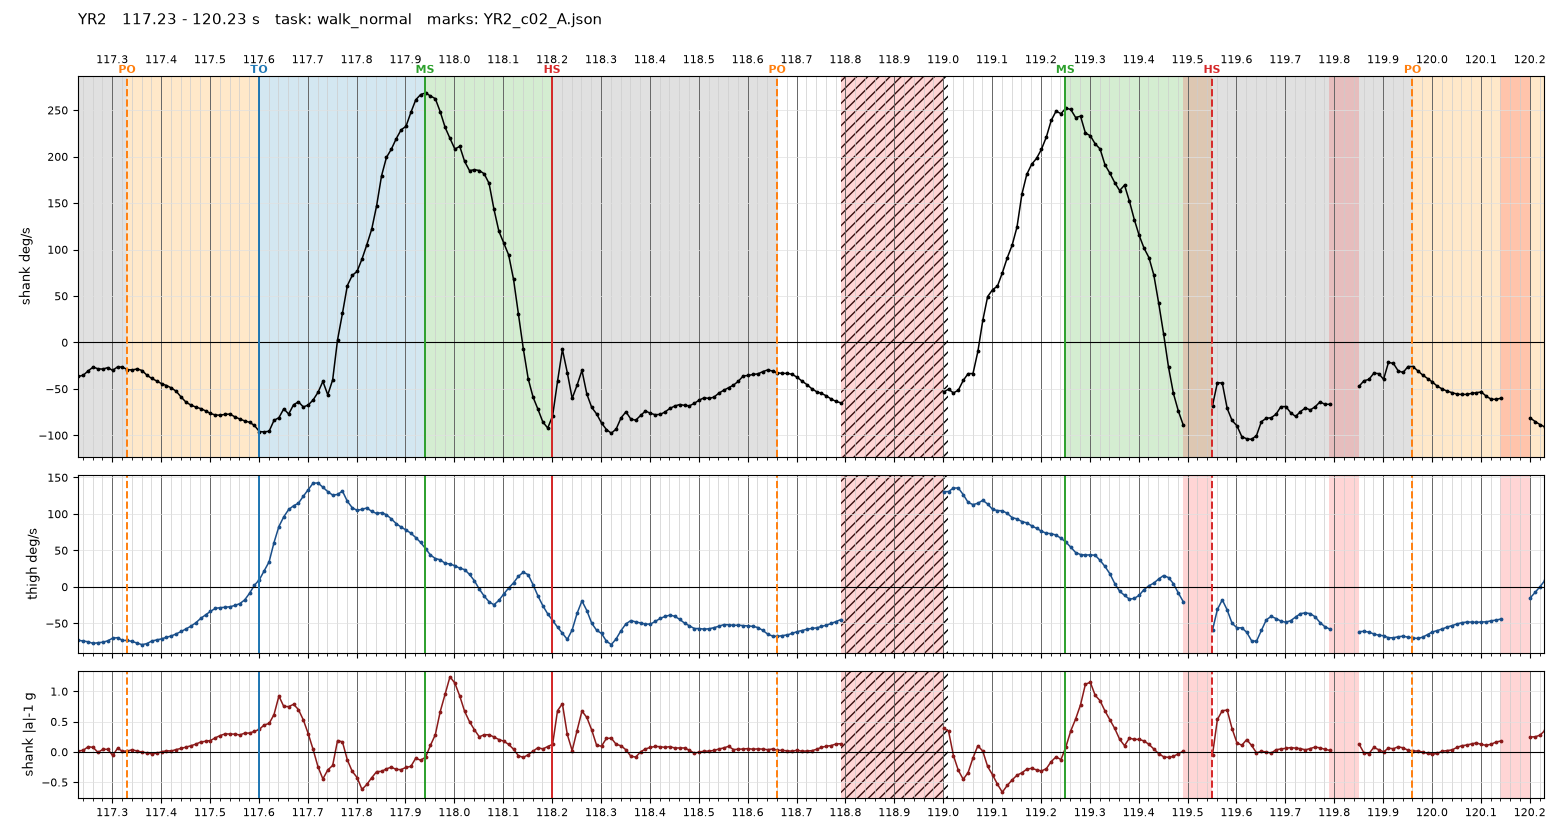 YR2   117.23 - 120.23 s   task: walk_normal   marks: YR2_c02_A.json
117.3 117.4 117.5 117.6 117.7 117.8 117.9 118.0 118.1 118.2 118.3 118.4 118.5 118.6 118.7 118.8 118.9 119.0 119.1 119.2 119.3 119.4 119.5 119.6 119.7 119.8 119.9 120.0 120.1 120.2
PO TO MS HS PO MS HS PO
shank deg/s
250
200
150
100
50
0
−50
−100
thigh deg/s
150
100
50
0
−50
shank |a|-1 g
1.0
0.5
0.0
−0.5
117.3 117.4 117.5 117.6 117.7 117.8 117.9 118.0 118.1 118.2 118.3 118.4 118.5 118.6 118.7 118.8 118.9 119.0 119.1 119.2 119.3 119.4 119.5 119.6 119.7 119.8 119.9 120.0 120.1 120.2